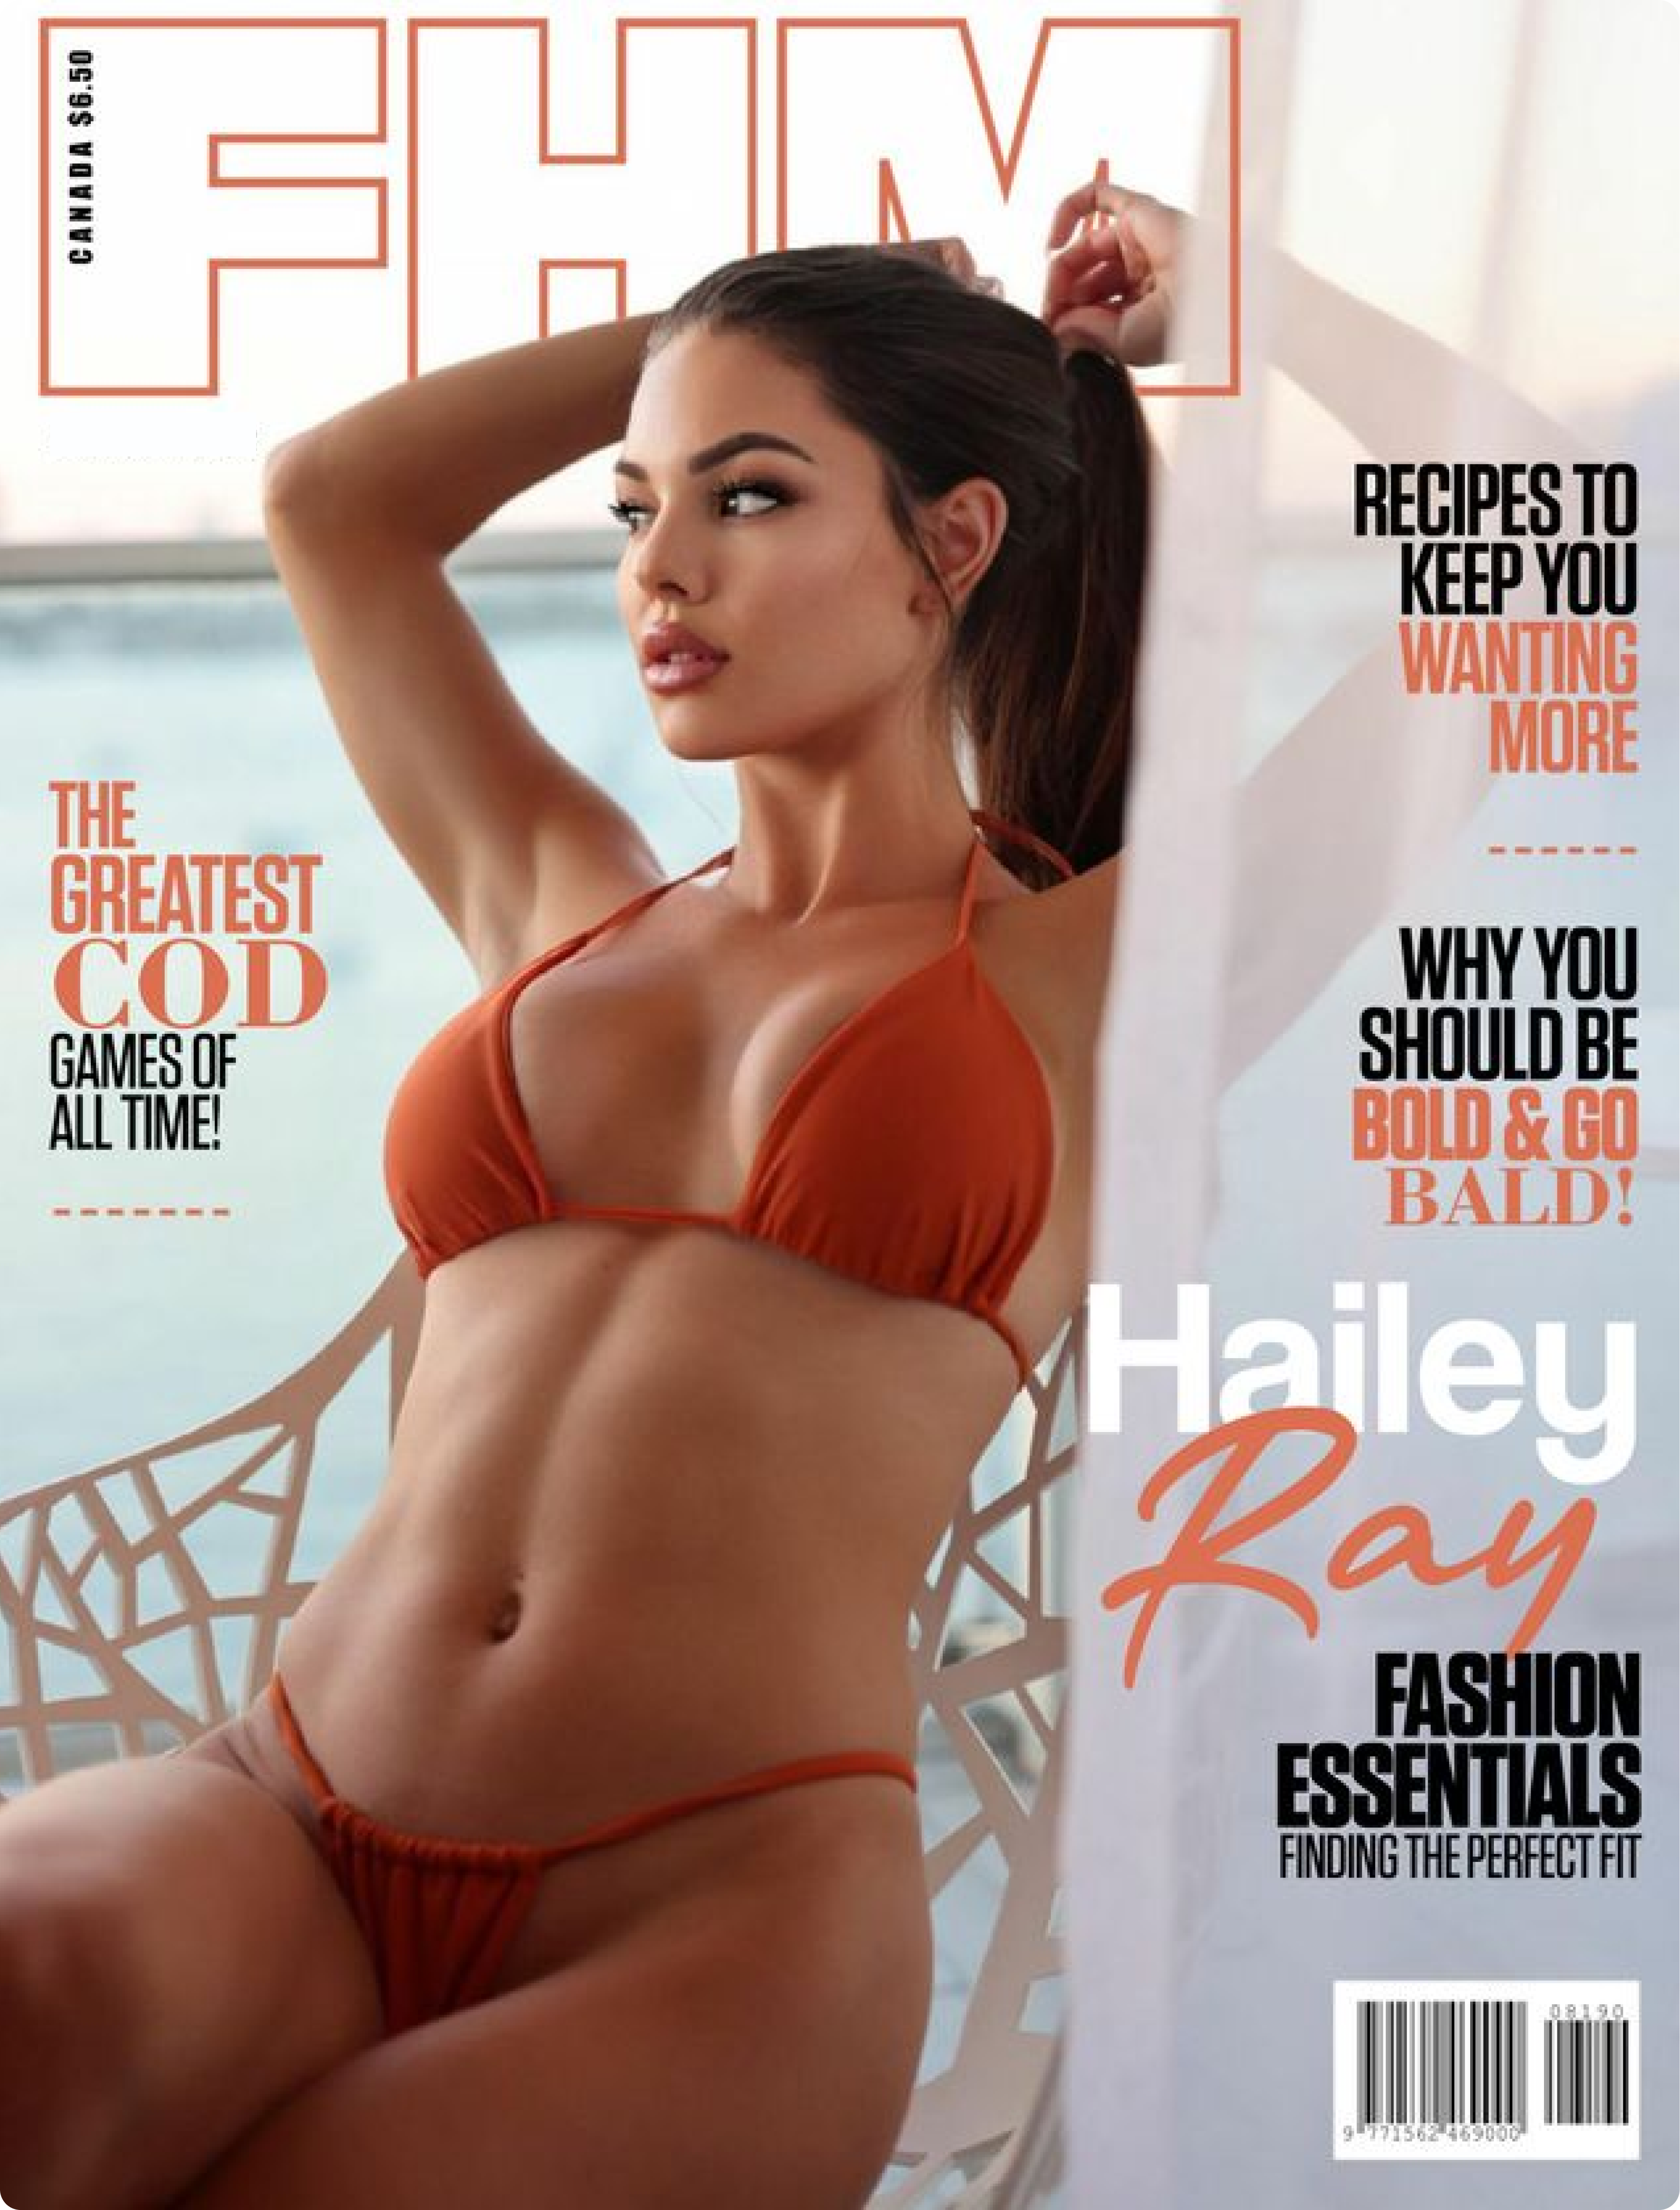 FHM
CANADA $6.50
RECIPES TO
KEEP YOU
WANTING
MORE
THE
GREATEST
COD
GAMES OF
ALL TIME!
WHY YOU
SHOULD BE
BOLD & GO
BALD!
Hailey
Ray
FASHION
ESSENTIALS
FINDING THE PERFECT FIT
08190
9 771562 469000